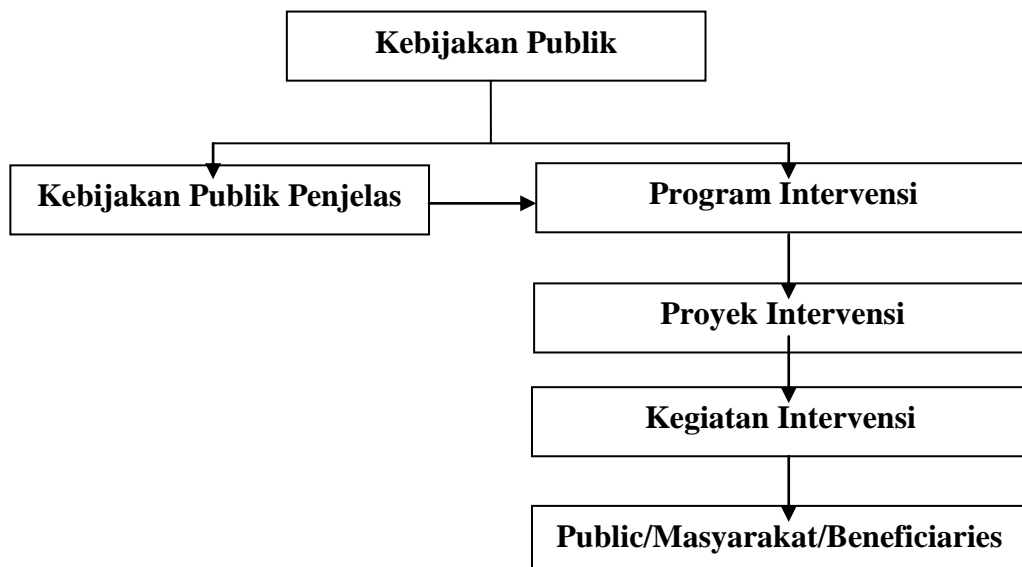 Kebijakan Publik
Kebijakan Publik Penjelas
Program Intervensi
Proyek Intervensi
Kegiatan Intervensi
Public/Masyarakat/Beneficiaries